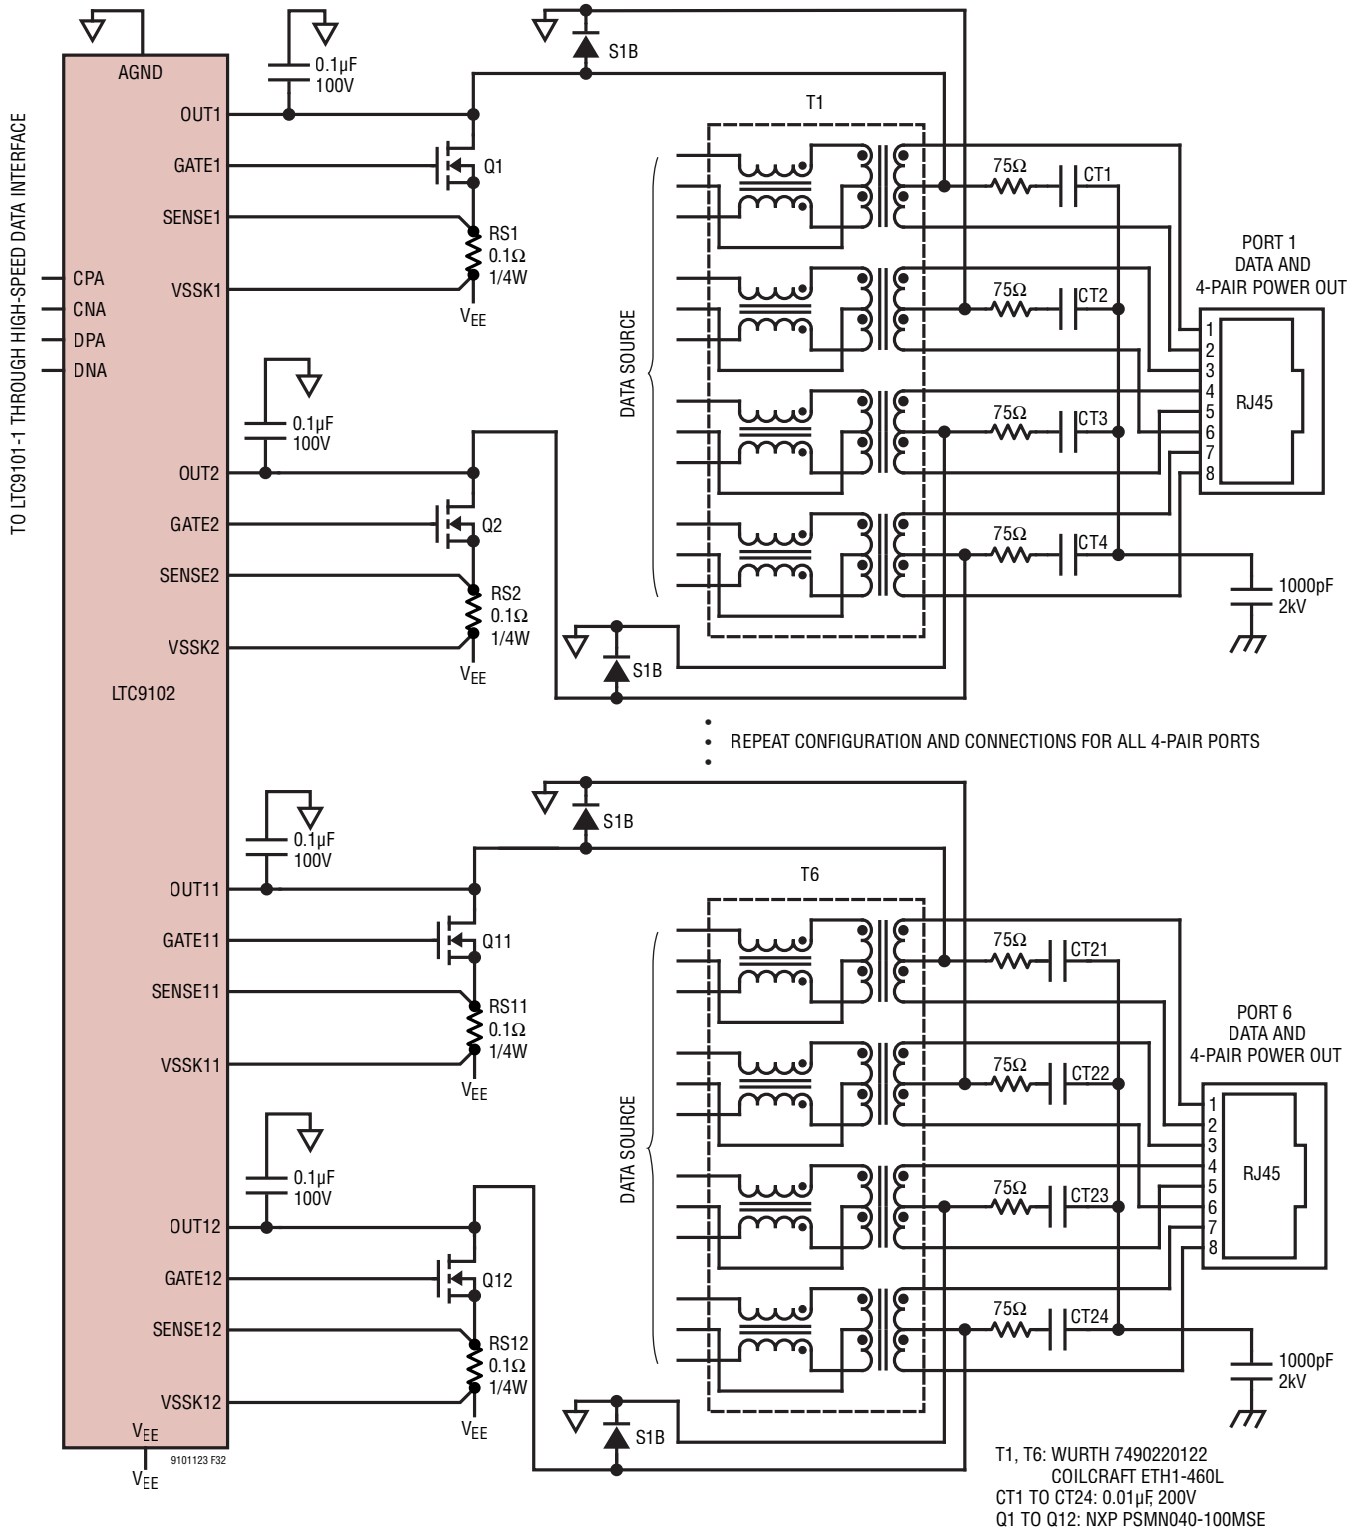 TO LTC9101-1 THROUGH HIGH-SPEED DATA INTERFACE
AGND
OUT1
GATE1
SENSE1
VSSK1
CPA
CNA
DPA
DNA
OUT2
GATE2
SENSE2
VSSK2
LTC9102
OUT11
GATE11
SENSE11
VSSK11
OUT12
GATE12
SENSE12
VSSK12
VEE
VEE
9101123 F32
0.1µF
100V
Q1
RS1
0.1Ω
1/4W
VEE
S1B
0.1µF
100V
Q2
RS2
0.1Ω
1/4W
VEE
S1B
T1
DATA SOURCE
75Ω
CT1
75Ω
CT2
75Ω
CT3
75Ω
CT4
PORT 1
DATA AND
4-PAIR POWER OUT
1
2
3
4
5
6
7
8
RJ45
1000pF
2kV
REPEAT CONFIGURATION AND CONNECTIONS FOR ALL 4-PAIR PORTS
0.1µF
100V
Q11
RS11
0.1Ω
1/4W
VEE
S1B
0.1µF
100V
Q12
RS12
0.1Ω
1/4W
VEE
S1B
T6
DATA SOURCE
75Ω
CT21
75Ω
CT22
75Ω
CT23
75Ω
CT24
PORT 6
DATA AND
4-PAIR POWER OUT
1
2
3
4
5
6
7
8
RJ45
1000pF
2kV
T1, T6: WURTH 7490220122
COILCRAFT ETH1-460L
CT1 TO CT24: 0.01µF, 200V
Q1 TO Q12: NXP PSMN040-100MSE